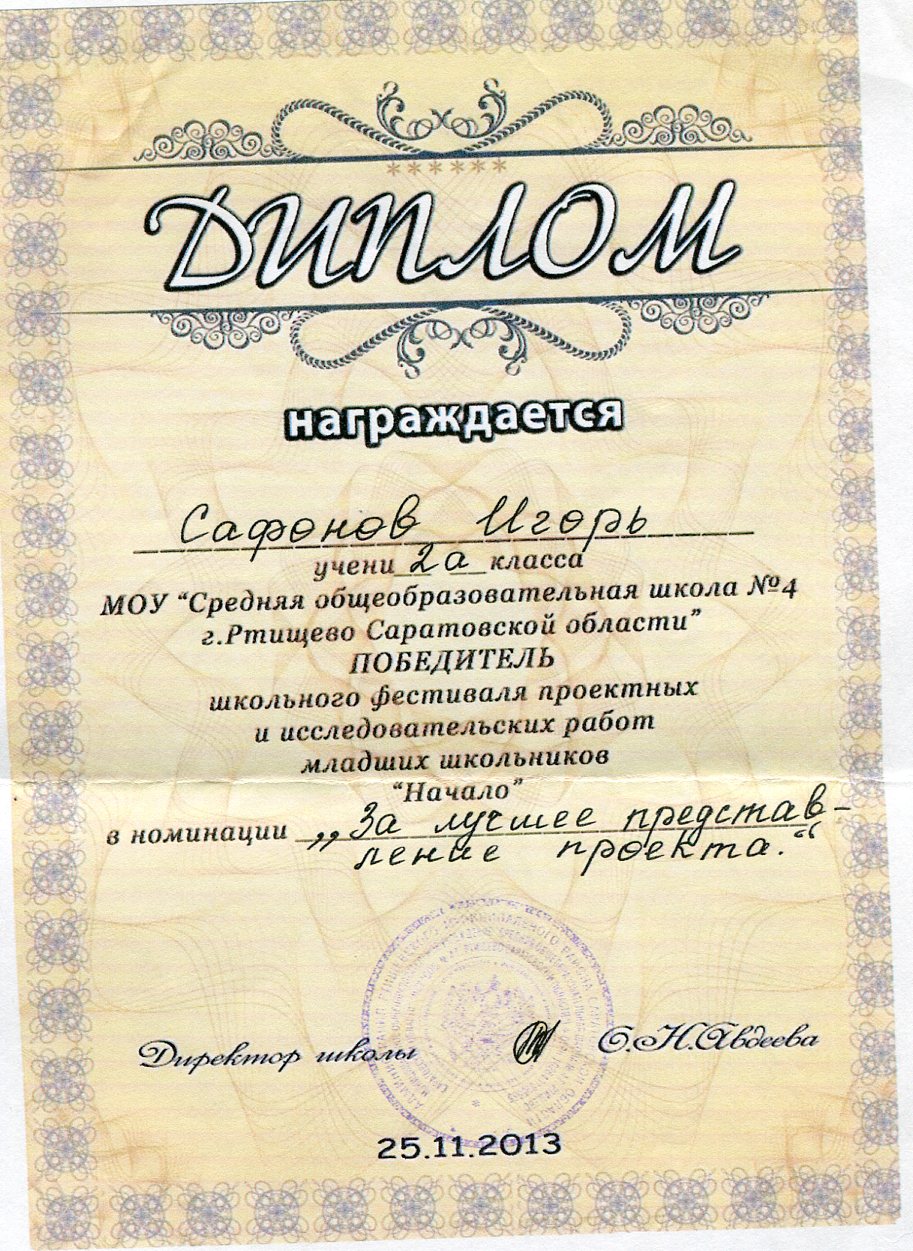 ******
ДИПЛОМ
награждается
Сафонов Игорь
учени 2а класса
МОУ “Средняя общеобразовательная школа №4
г.Ртищево Саратовской области”
ПОБЕДИТЕЛЬ
школьного фестиваля проектных
и исследовательских работ
младших школьников
“Начало”
в номинации „За лучшее представ-
ление проекта.“
Директор школы С.Н.Авдеева
25.11.2013